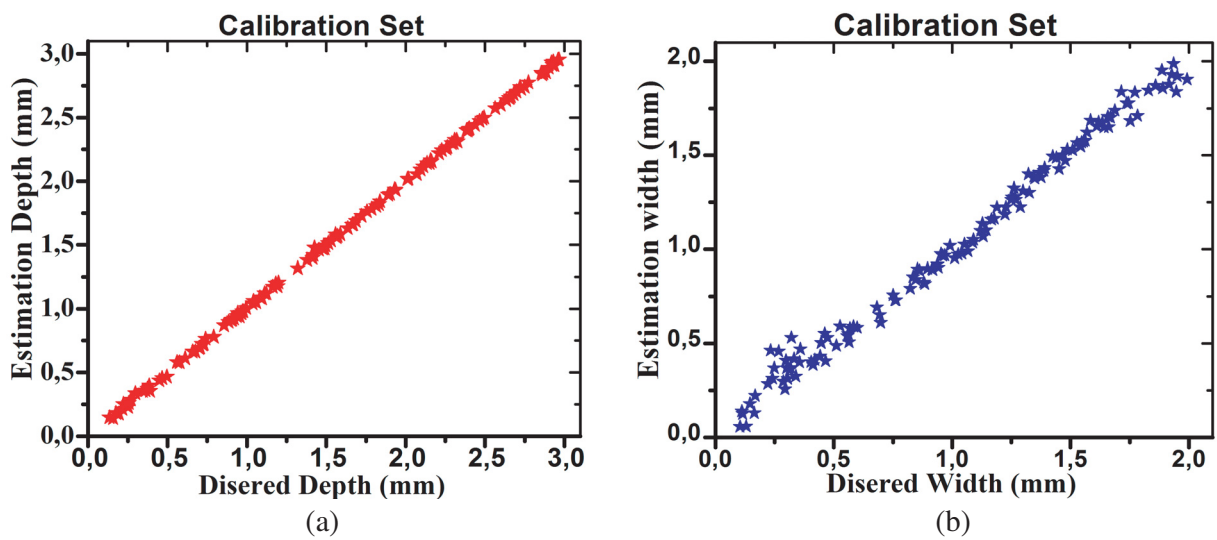 Calibration Set
Estimation Depth (mm)
3,0
2,5
2,0
1,5
1,0
0,5
0,0
0,0 0,5 1,0 1,5 2,0 2,5 3,0
Disered Depth (mm)
(a)
Calibration Set
Estimation width (mm)
2,0
1,5
1,0
0,5
0,0
0,0 0,5 1,0 1,5 2,0
Disered Width (mm)
(b)